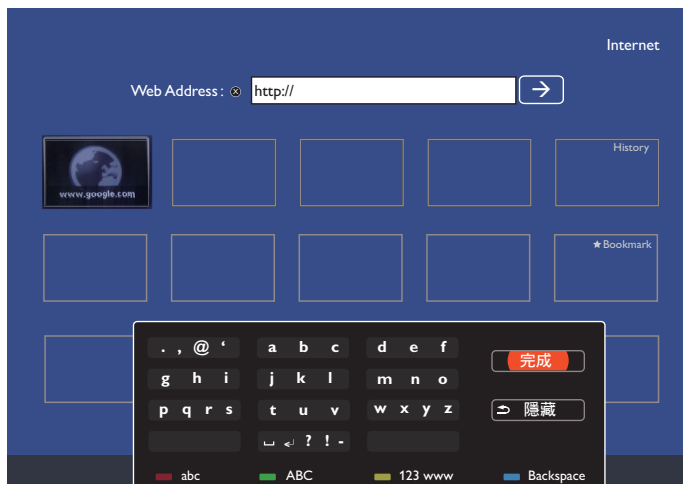 Internet
Web Address : ⊗ http:// →
www.google.com
History
★ Bookmark
. , @ ‘ a b c d e f
完成
g h i j k l m n o
p q r s t u v w x y z
隱藏
⎵ ↵ ? ! -
abc ABC 123 www Backspace